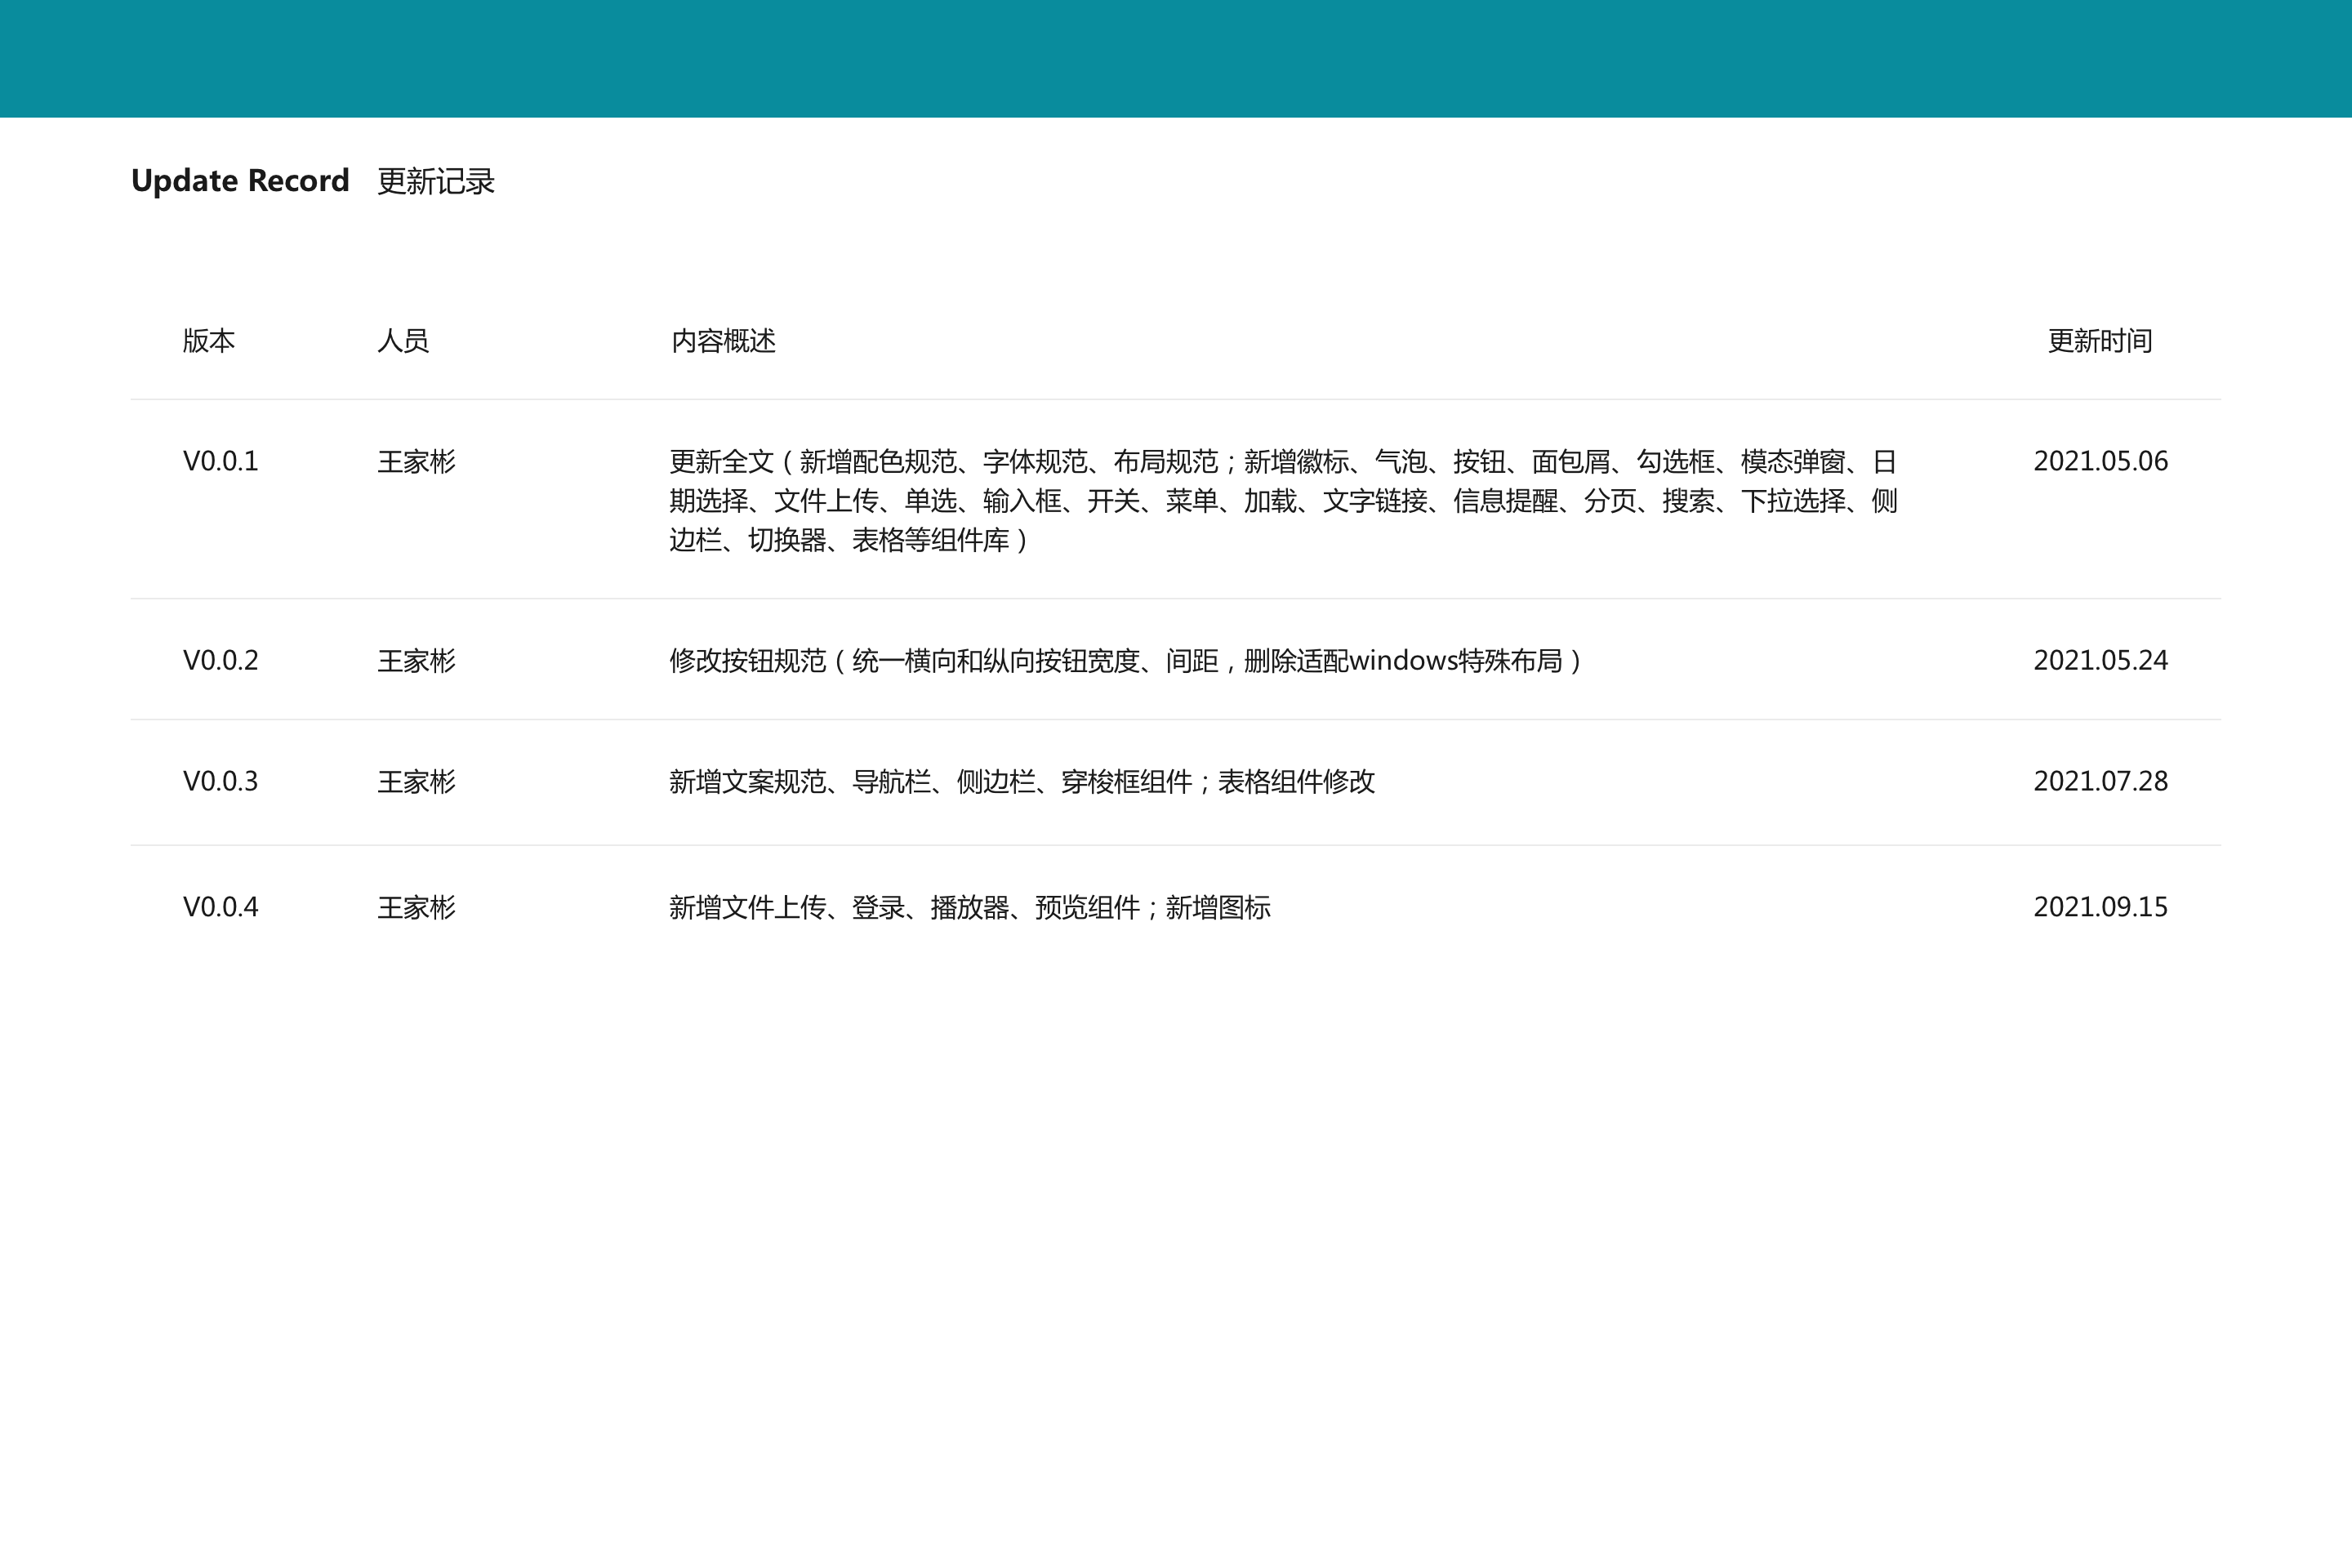 Update Record 更新记录
版本 人员 内容概述 更新时间
V0.0.1 王家彬 更新全文（新增配色规范、字体规范、布局规范；新增徽标、气泡、按钮、面包屑、勾选框、模态弹窗、日 2021.05.06
期选择、文件上传、单选、输入框、开关、菜单、加载、文字链接、信息提醒、分页、搜索、下拉选择、侧
边栏、切换器、表格等组件库）
V0.0.2 王家彬 修改按钮规范（统一横向和纵向按钮宽度、间距，删除适配windows特殊布局） 2021.05.24
V0.0.3 王家彬 新增文案规范、导航栏、侧边栏、穿梭框组件；表格组件修改 2021.07.28
V0.0.4 王家彬 新增文件上传、登录、播放器、预览组件；新增图标 2021.09.15